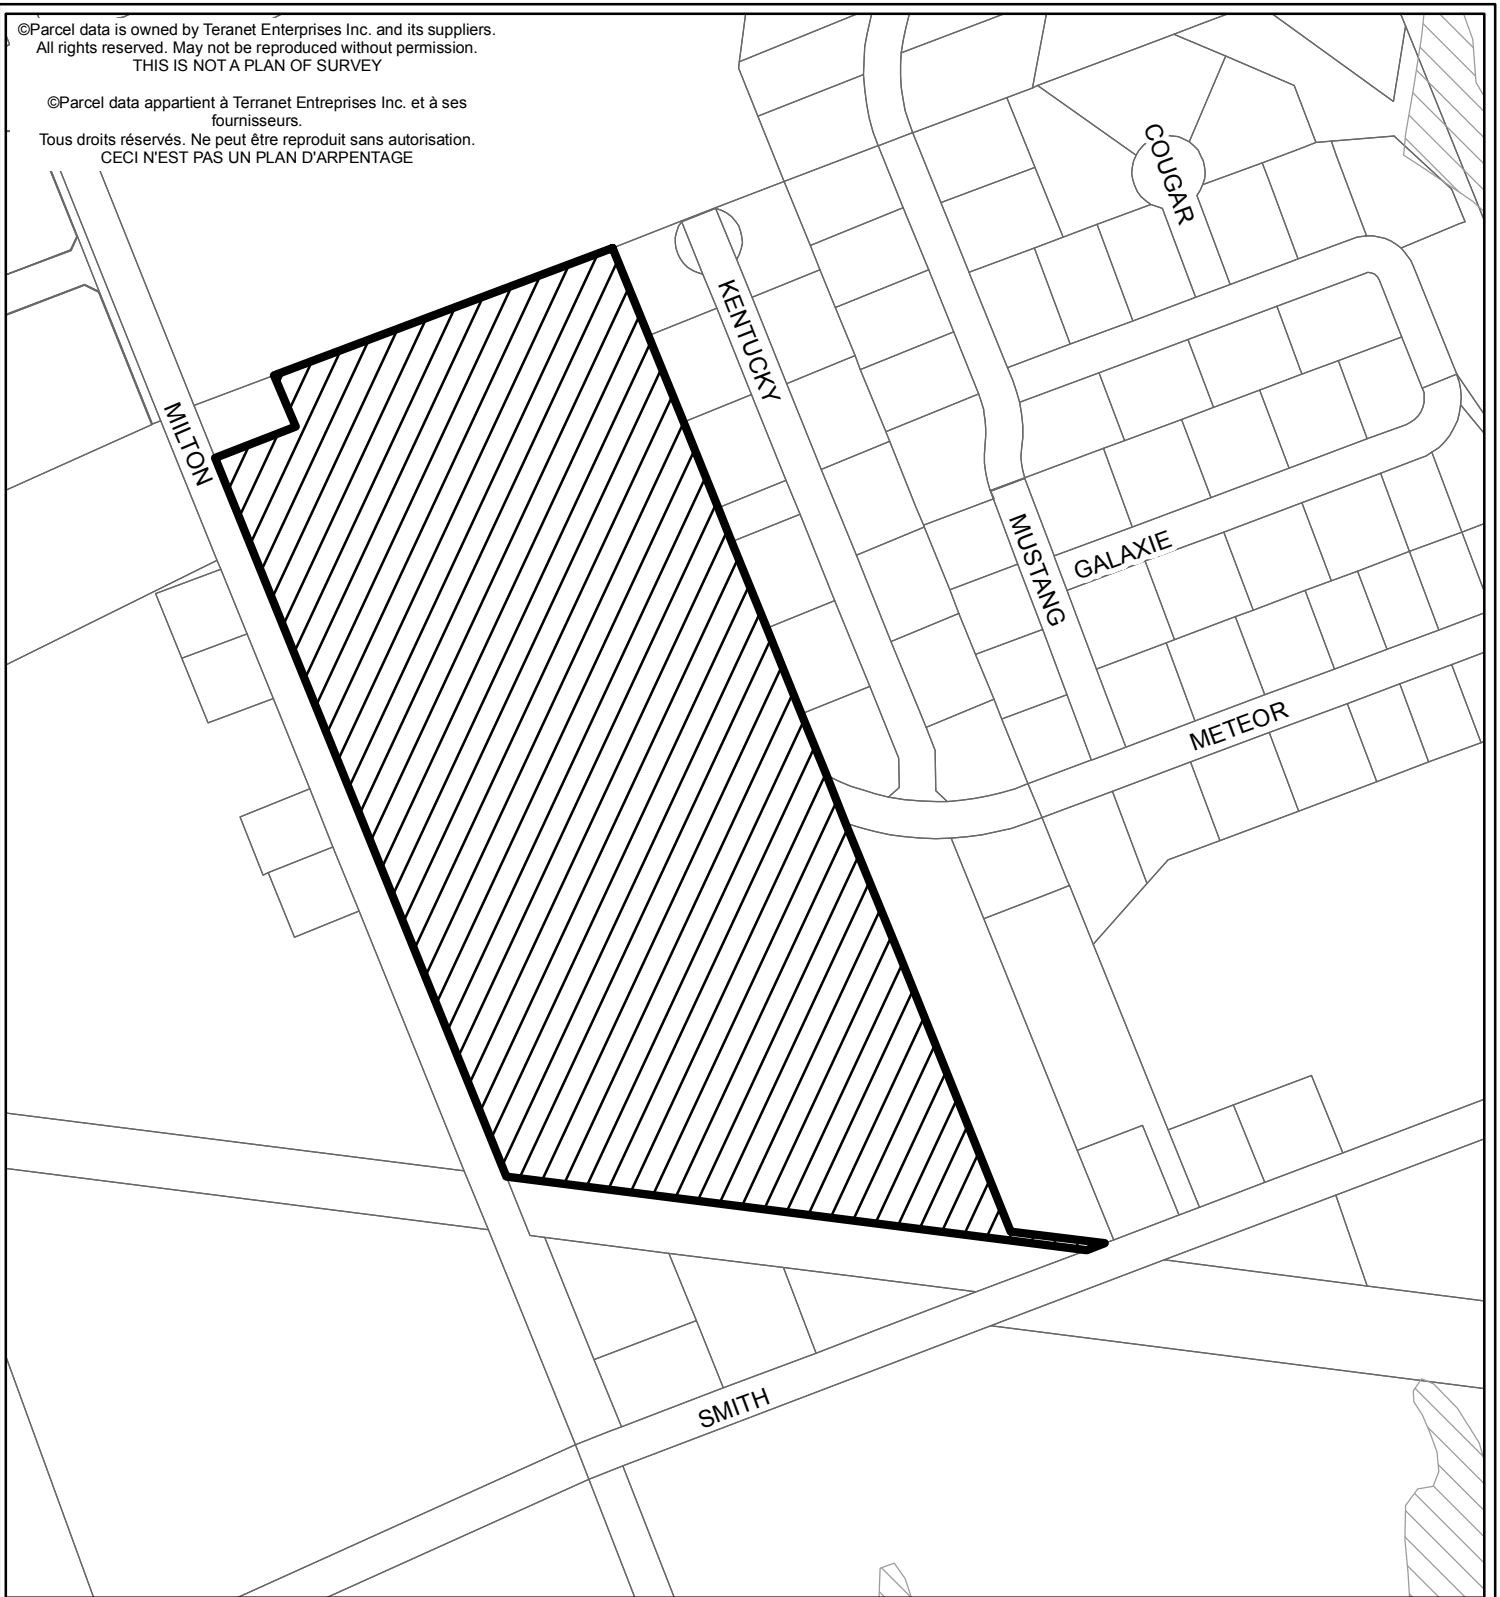 ©Parcel data is owned by Teranet Enterprises Inc. and its suppliers.
All rights reserved. May not be reproduced without permission.
THIS IS NOT A PLAN OF SURVEY
©Parcel data appartient à Terranet Entreprises Inc. et à ses
fournisseurs.
Tous droits réservés. Ne peut être reproduit sans autorisation.
CECI N'EST PAS UN PLAN D'ARPENTAGE
COUGAR
KENTUCKY
MILTON
MUSTANG
GALAXIE
METEOR
SMITH